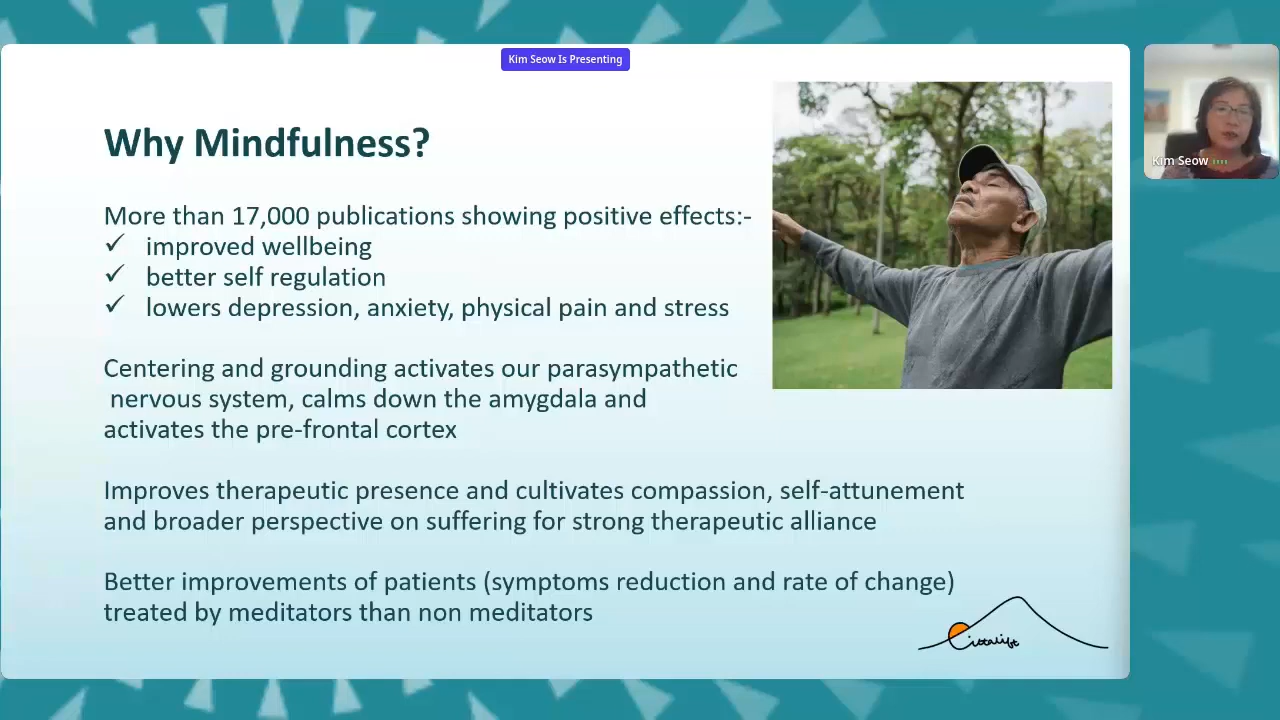 Kim Seow Is Presenting
Why Mindfulness?
More than 17,000 publications showing positive effects:-
✓ improved wellbeing
✓ better self regulation
✓ lowers depression, anxiety, physical pain and stress
Centering and grounding activates our parasympathetic
nervous system, calms down the amygdala and
activates the pre-frontal cortex
Improves therapeutic presence and cultivates compassion, self-attunement
and broader perspective on suffering for strong therapeutic alliance
Better improvements of patients (symptoms reduction and rate of change)
treated by meditators than non meditators
Kim Seow